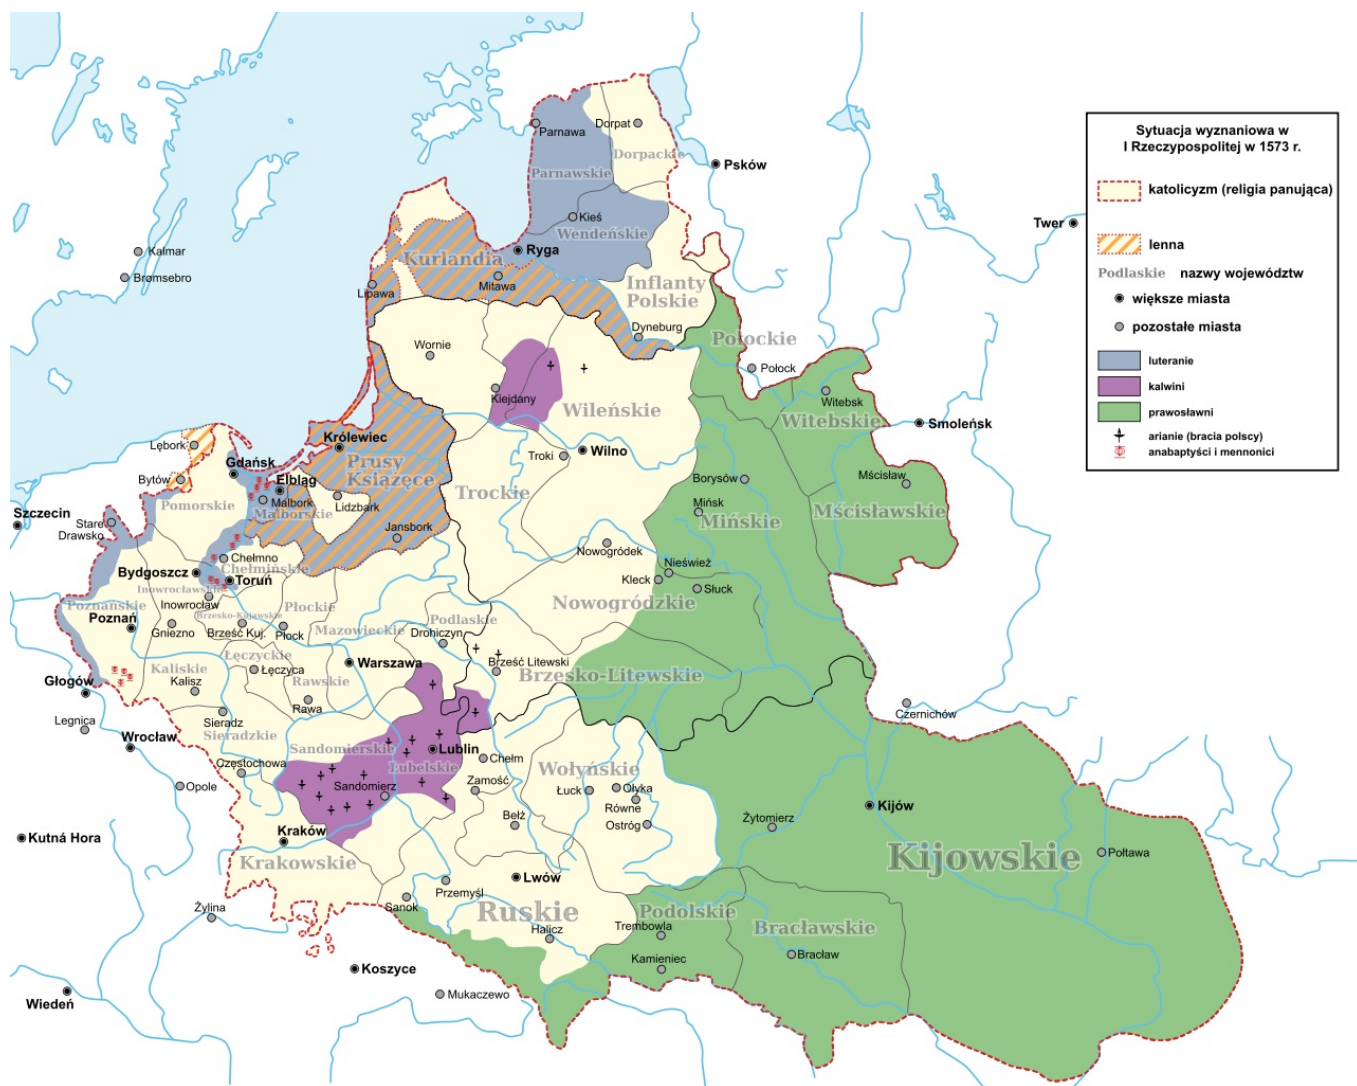 Sytuacja wyznaniowa w
I Rzeczypospolitej w 1573 r.
katolicyzm (religia panująca)
lenna
Podlaskie nazwy województw
większe miasta
pozostałe miasta
luteranie
kalwini
prawosławni
arianie (bracia polscy)
anabaptyści i mennonici
Parnawa
Dorpat
Dorpackie
Parnawskie
Psków
Kieś
Wendeńskie
Twer
Kalmar
Brømsebro
Ryga
Kurlandia
Mitawa
Lipawa
Inflanty
Polskie
Dyneburg
Połockie
Połock
Wornie
Kiejdany
Wileńskie
Witebsk
Witebskie
Smoleńsk
Lębork
Królewiec
Gdańsk
Prusy
Książęce
Troki
Wilno
Bytów
Elbląg
Malbork
Malborskie
Lidzbark
Trockie
Borysów
Mścisław
Mińsk
Mińskie
Mścisławskie
Pomorskie
Szczecin
Stare
Drawsko
Jansbork
Chełmno
Chełmińskie
Nowogródek
Bydgoszcz
Toruń
Nieśwież
Kleck
Słuck
Inowrocławskie
Inowrocław
Nowogródzkie
Poznańskie
Poznań
Brzesko-Kujawskie
Płockie
Gniezno
Brześć Kuj.
Płock
Mazowieckie
Podlaskie
Drohiczyn
Łęczyckie
Łęczyca
Warszawa
Brześć Litewski
Brzesko-Litewskie
Kaliskie
Kalisz
Rawskie
Rawa
Głogów
Legnica
Wrocław
Sieradz
Sieradzkie
Czernichów
Sandomierskie
Lublin
Lubelskie
Chełm
Wołyńskie
Częstochowa
Opole
Sandomierz
Zamość
Łuck
Ołyka
Równe
Ostróg
Kijów
Kutná Hora
Kraków
Krakowskie
Bełz
Żytomierz
Kijowskie
Połtawa
Lwów
Przemyśl
Sanok
Ruskie
Żylina
Halicz
Podolskie
Trembowla
Bracławskie
Bracław
Kamieniec
Koszyce
Mukaczewo
Wiedeń